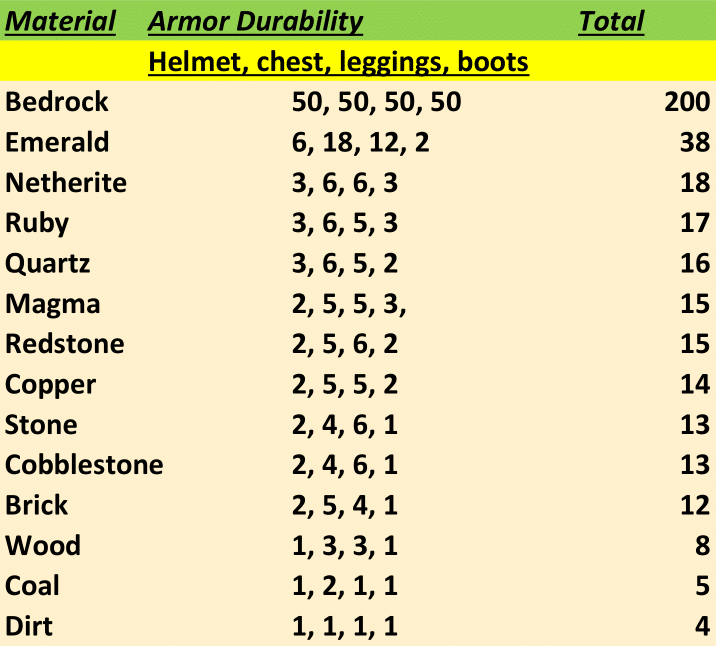 Material Armor Durability Total
Helmet, chest, leggings, boots
Bedrock 50, 50, 50, 50 200
Emerald 6, 18, 12, 2 38
Netherite 3, 6, 6, 3 18
Ruby 3, 6, 5, 3 17
Quartz 3, 6, 5, 2 16
Magma 2, 5, 5, 3, 15
Redstone 2, 5, 6, 2 15
Copper 2, 5, 5, 2 14
Stone 2, 4, 6, 1 13
Cobblestone 2, 4, 6, 1 13
Brick 2, 5, 4, 1 12
Wood 1, 3, 3, 1 8
Coal 1, 2, 1, 1 5
Dirt 1, 1, 1, 1 4